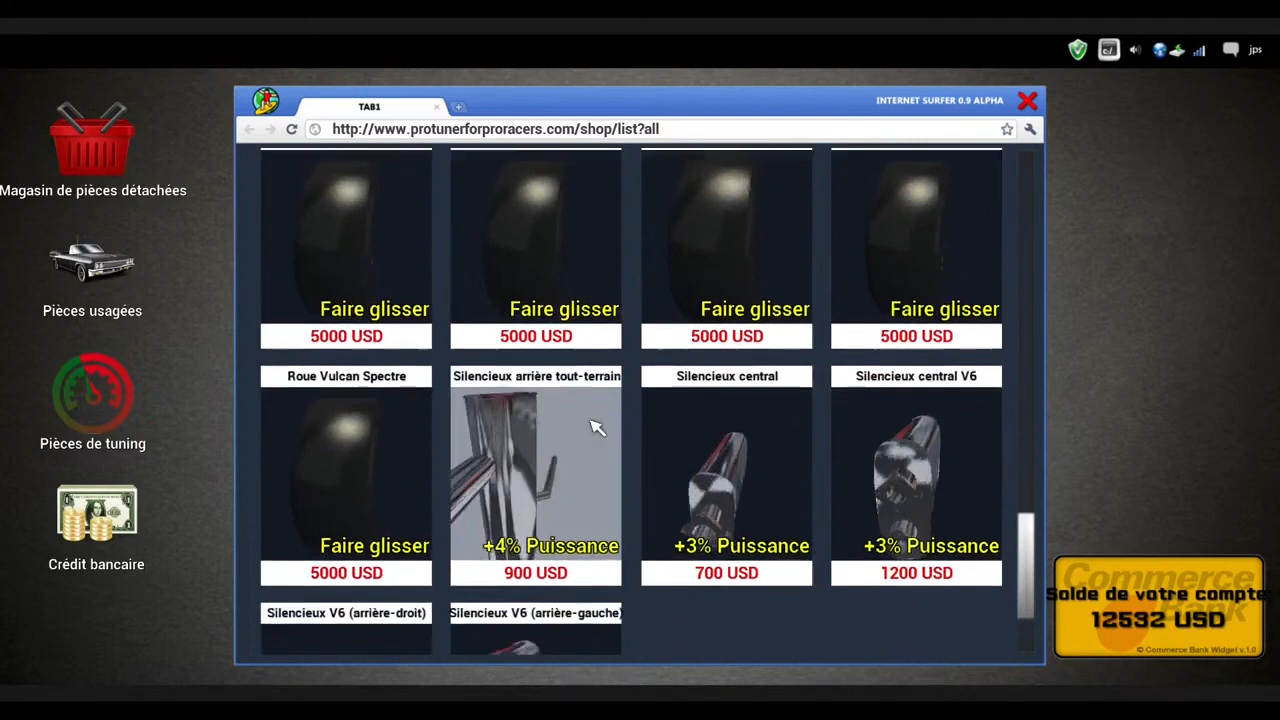 jps
TAB1
INTERNET SURFER 0.9 ALPHA
http://www.protunerforproracers.com/shop/list?all
Magasin de pièces détachées
Pièces usagées
Pièces de tuning
Crédit bancaire
Faire glisser
Faire glisser
Faire glisser
Faire glisser
5000 USD
5000 USD
5000 USD
5000 USD
Roue Vulcan Spectre
Silencieux arrière tout-terrain
Silencieux central
Silencieux central V6
Faire glisser
+4% Puissance
+3% Puissance
+3% Puissance
5000 USD
900 USD
700 USD
1200 USD
Silencieux V6 (arrière-droit)
Silencieux V6 (arrière-gauche)
Commerce
Bank
Solde de votre compte:
12532 USD
© Commerce Bank Widget v.1.0